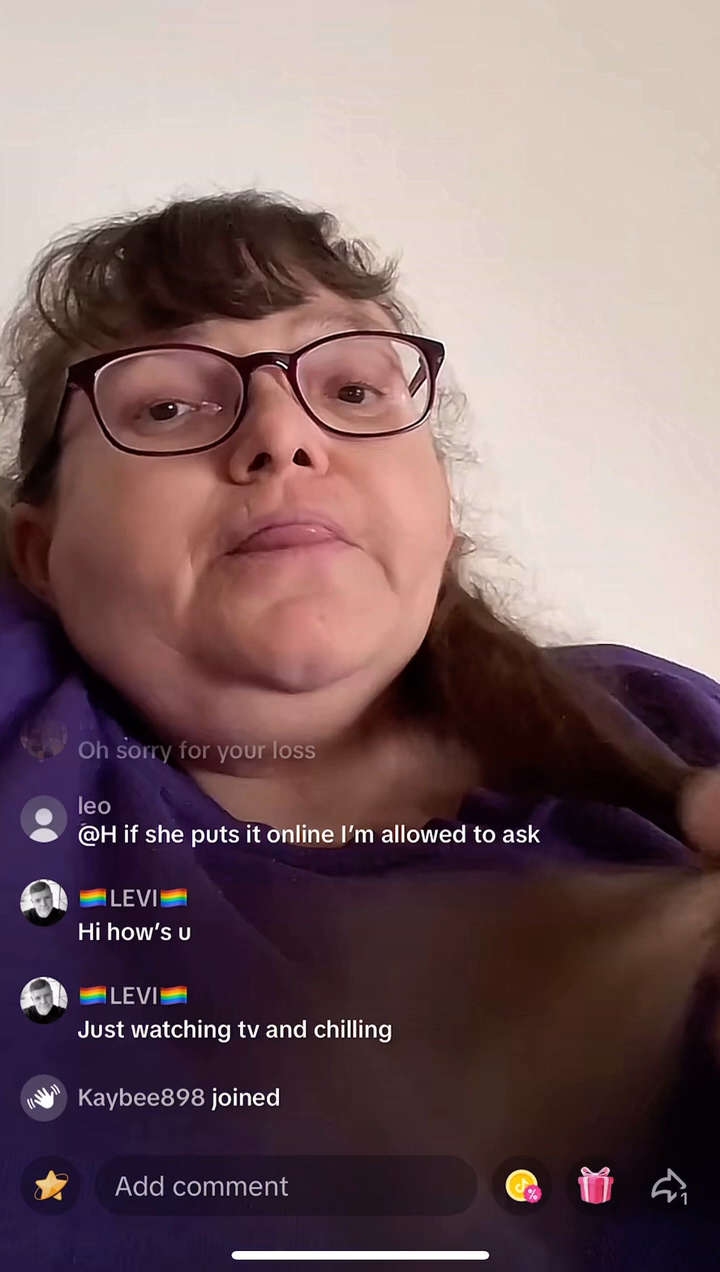 Oh sorry for your loss
leo
@H if she puts it online I'm allowed to ask
🏳️‍🌈LEVI🏳️‍🌈
Hi how's u
🏳️‍🌈LEVI🏳️‍🌈
Just watching tv and chilling
Kaybee898 joined
Add comment
1